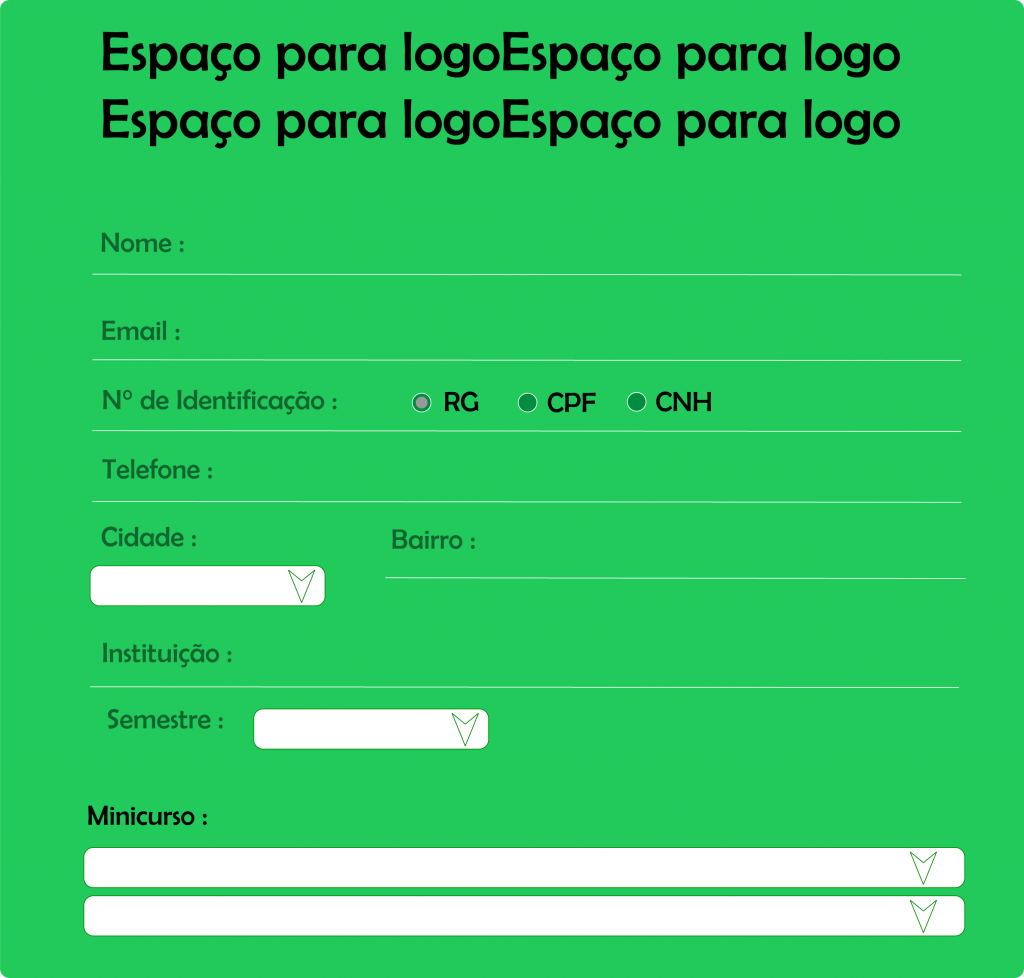 Espaço para logoEspaço para logo
Espaço para logoEspaço para logo
Nome :
Email :
Nº de Identificação : RG CPF CNH
Telefone :
Cidade : Bairro :
Instituição :
Semestre :
Minicurso :